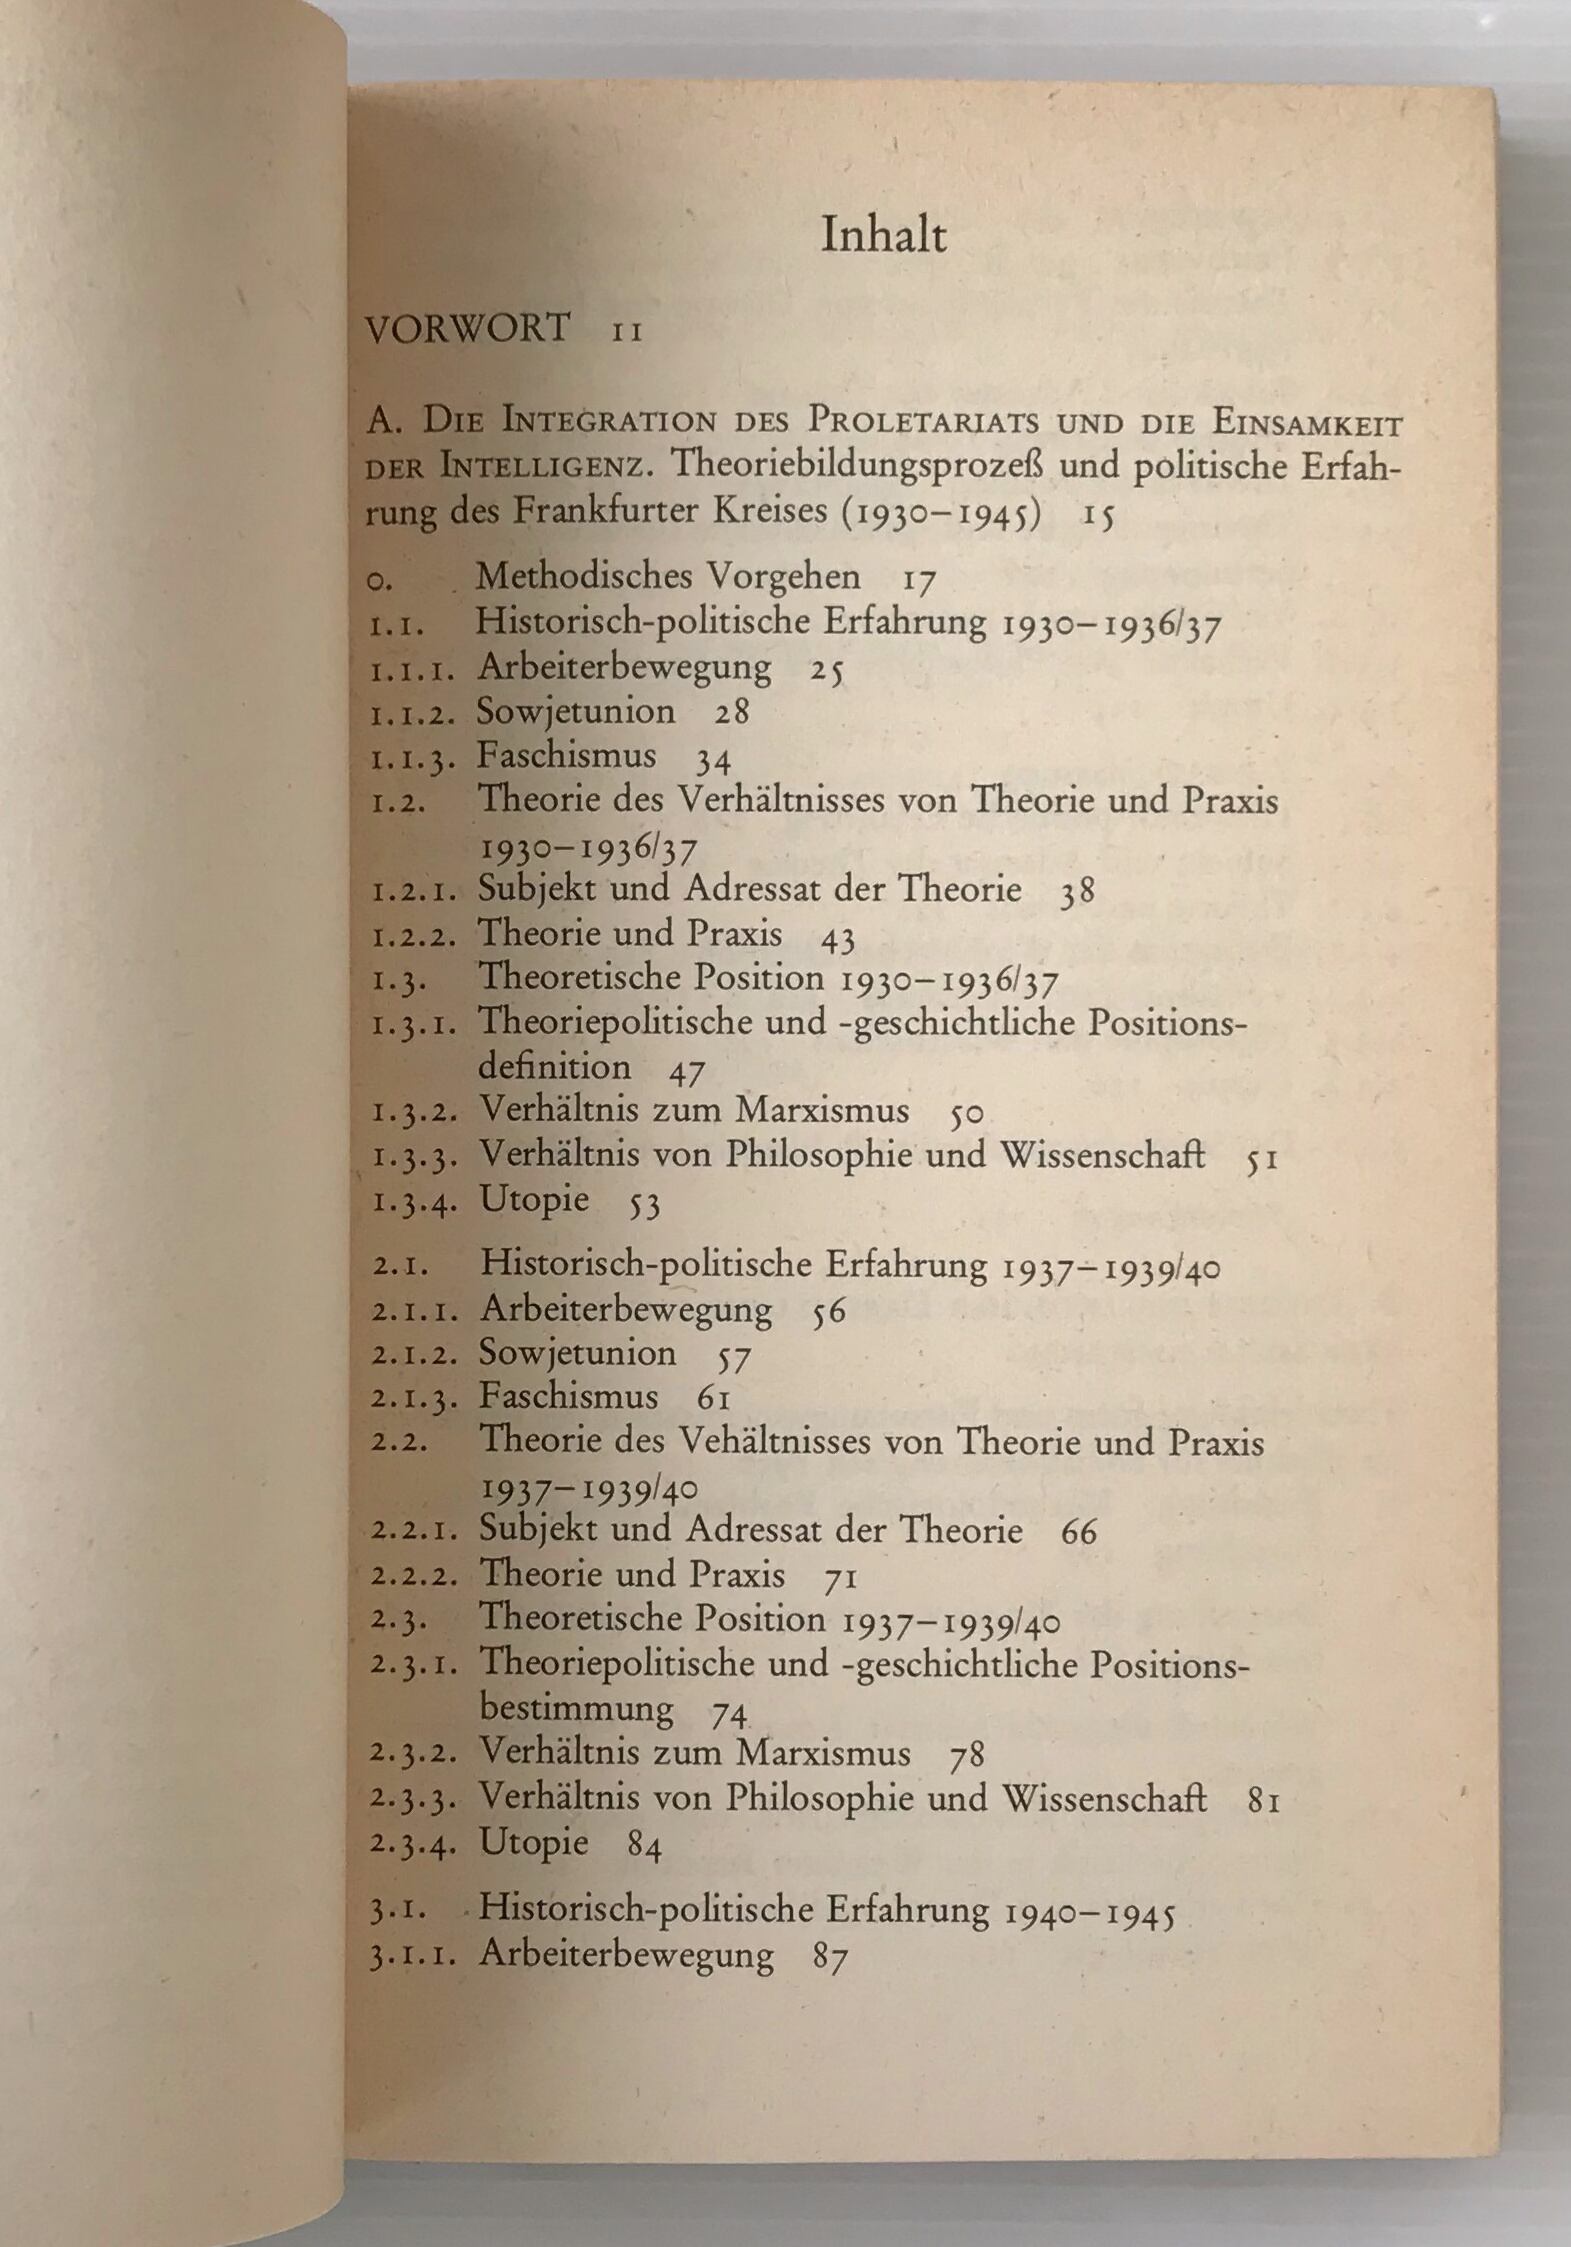 Inhalt
VORWORT 11
A. DIE INTEGRATION DES PROLETARIATS UND DIE EINSAMKEIT
DER INTELLIGENZ. Theoriebildungsprozeß und politische Erfah-
rung des Frankfurter Kreises (1930–1945) 15
0. Methodisches Vorgehen 17
1.1. Historisch-politische Erfahrung 1930–1936/37
1.1.1. Arbeiterbewegung 25
1.1.2. Sowjetunion 28
1.1.3. Faschismus 34
1.2. Theorie des Verhältnisses von Theorie und Praxis
1930–1936/37
1.2.1. Subjekt und Adressat der Theorie 38
1.2.2. Theorie und Praxis 43
1.3. Theoretische Position 1930–1936/37
1.3.1. Theoriepolitische und -geschichtliche Positions-
definition 47
1.3.2. Verhältnis zum Marxismus 50
1.3.3. Verhältnis von Philosophie und Wissenschaft 51
1.3.4. Utopie 53
2.1. Historisch-politische Erfahrung 1937–1939/40
2.1.1. Arbeiterbewegung 56
2.1.2. Sowjetunion 57
2.1.3. Faschismus 61
2.2. Theorie des Vehältnisses von Theorie und Praxis
1937–1939/40
2.2.1. Subjekt und Adressat der Theorie 66
2.2.2. Theorie und Praxis 71
2.3. Theoretische Position 1937–1939/40
2.3.1. Theoriepolitische und -geschichtliche Positions-
bestimmung 74
2.3.2. Verhältnis zum Marxismus 78
2.3.3. Verhältnis von Philosophie und Wissenschaft 81
2.3.4. Utopie 84
3.1. Historisch-politische Erfahrung 1940–1945
3.1.1. Arbeiterbewegung 87